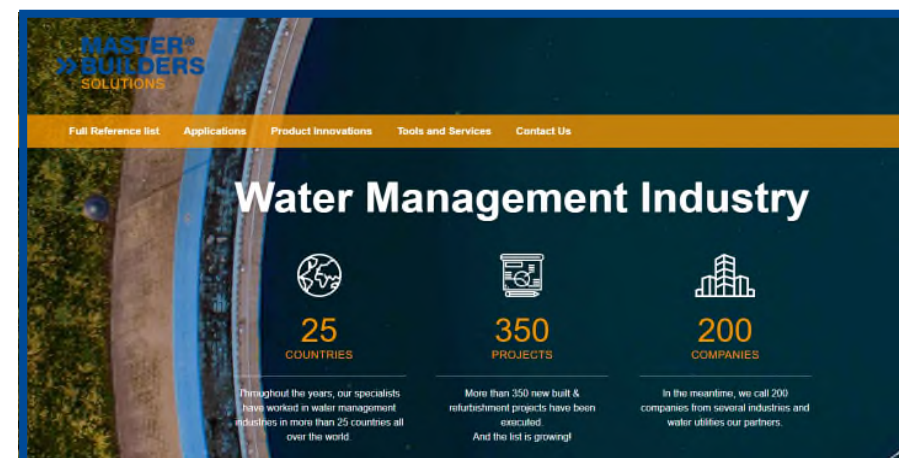 MASTER®
»BUILDERS
SOLUTIONS
Full Reference list Applications Product Innovations Tools and Services Contact Us
Water Management Industry
25
COUNTRIES
Throughout the years, our specialists
have worked in water management
industries in more than 25 countries all
over the world.
350
PROJECTS
More than 350 new built &
refurbishment projects have been
executed.
And the list is growing!
200
COMPANIES
In the meantime, we call 200
companies from several industries and
water utilities our partners.